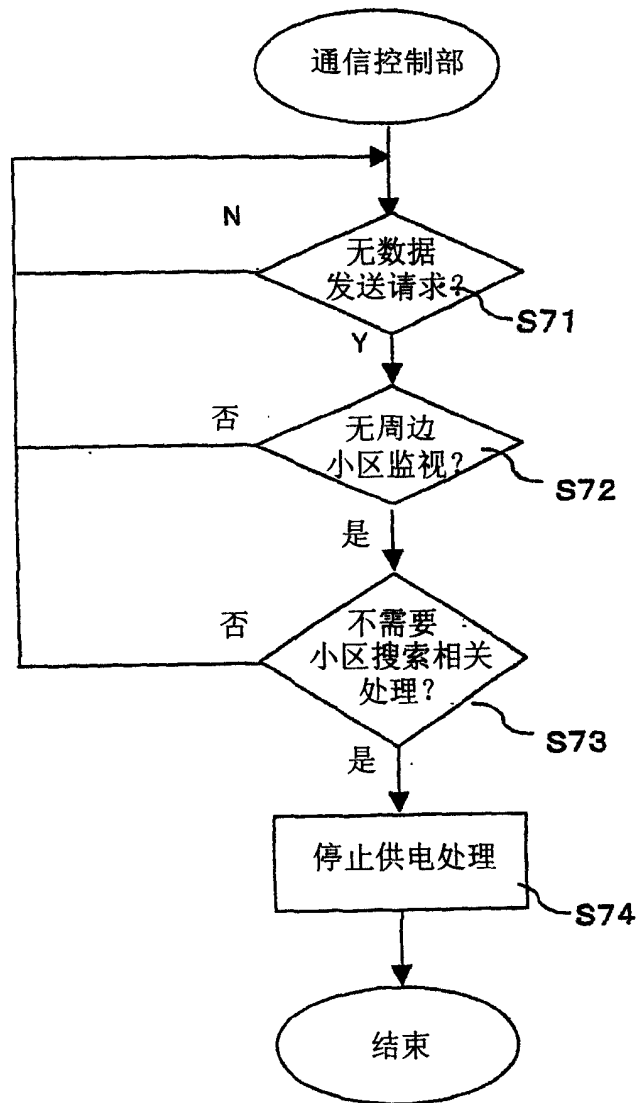 通信控制部
N
无数据
发送请求?
S71
Y
否
无周边
小区监视?
S72
是
否
不需要
小区搜索相关
处理?
S73
是
停止供电处理
S74
结束